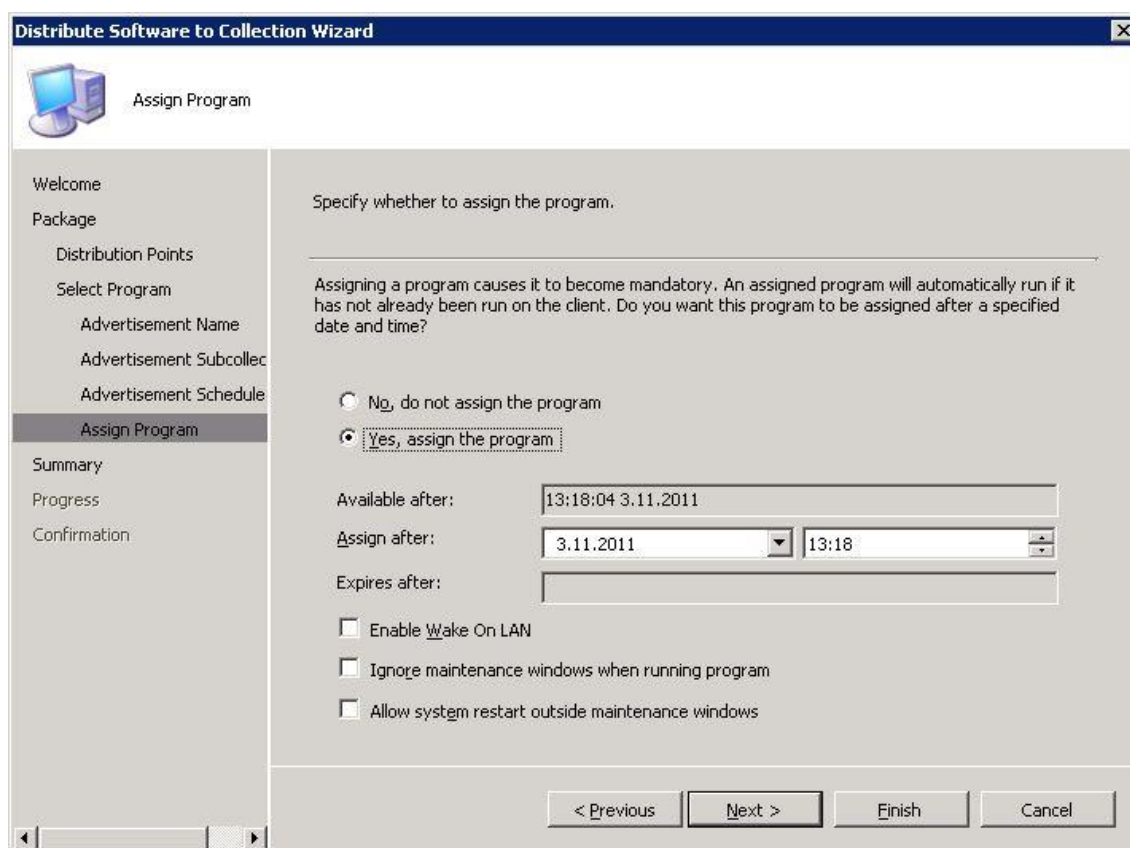 Distribute Software to Collection Wizard
Assign Program
Welcome
Package
Distribution Points
Select Program
Advertisement Name
Advertisement Subcollec
Advertisement Schedule
Assign Program
Summary
Progress
Confirmation
Specify whether to assign the program.
Assigning a program causes it to become mandatory. An assigned program will automatically run if it
has not already been run on the client. Do you want this program to be assigned after a specified
date and time?
No, do not assign the program
Yes, assign the program
Available after: 13:18:04 3.11.2011
Assign after: 3.11.2011 13:18
Expires after:
Enable Wake On LAN
Ignore maintenance windows when running program
Allow system restart outside maintenance windows
< Previous Next > Finish Cancel